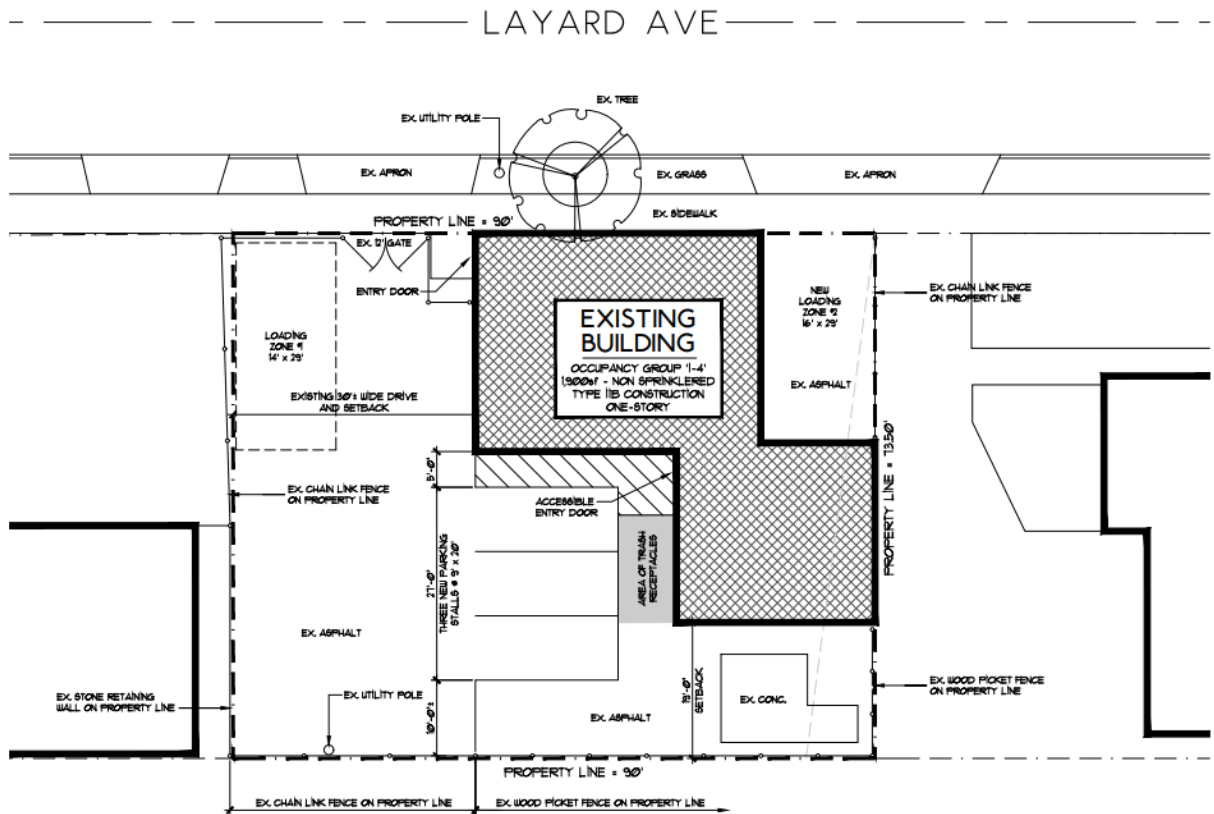 LAYARD AVE
EX. TREE
EX. UTILITY POLE
EX. APRON
EX. GRASS
EX. APRON
EX. SIDEWALK
PROPERTY LINE = 90'
EX. 12' GATE
ENTRY DOOR
EX. CHAIN LINK FENCE
ON PROPERTY LINE
NEW
LOADING
ZONE #2
16' x 29'
LOADING
ZONE #1
14' x 29'
EXISTING
BUILDING
OCCUPANCY GROUP 'I-4'
1,900sf - NON SPRINKLERED
TYPE IIB CONSTRUCTION
ONE-STORY
EX. ASPHALT
EXISTING 30'± WIDE DRIVE
AND SETBACK
PROPERTY LINE = 73.50'
5'-0"
EX. CHAIN LINK FENCE
ON PROPERTY LINE
ACCESSIBLE
ENTRY DOOR
27'-0"
THREE NEW PARKING
STALLS @ 9' x 20'
AREA OF TRASH
RECEPTACLES
EX. ASPHALT
EX. STONE RETAINING
WALL ON PROPERTY LINE
EX. UTILITY POLE
10'-0"±
EX. ASPHALT
SETBACK
EX. CONC.
EX. WOOD PICKET FENCE
ON PROPERTY LINE
PROPERTY LINE = 90'
EX. CHAIN LINK FENCE ON PROPERTY LINE
EX. WOOD PICKET FENCE ON PROPERTY LINE